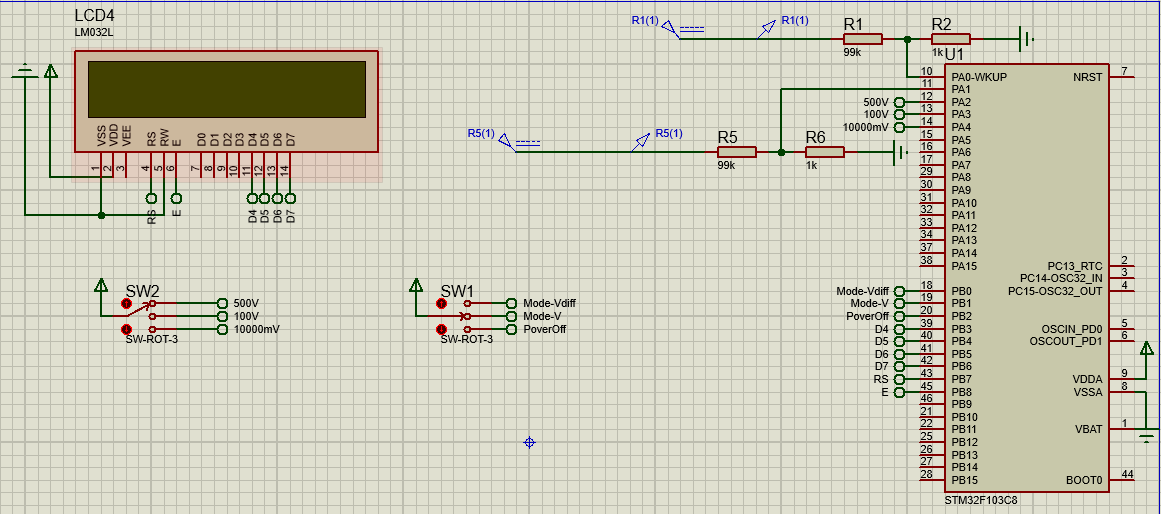 LCD4
LM032L
VSS
VDD
VEE
RS
RW
E
D0
D1
D2
D3
D4
D5
D6
D7
1
2
3
4
5
6
7
8
9
10
11
12
13
14
RS
E
D4
D5
D6
D7
R1(1)
R1(1)
R1
99k
R2
1k
R5(1)
R5(1)
R5
99k
R6
1k
SW2
500V
100V
10000mV
SW-ROT-3
SW1
Mode-Vdiff
Mode-V
PoverOff
SW-ROT-3
U1
10 PA0-WKUP
11 PA1
500V 12 PA2
100V 13 PA3
10000mV 14 PA4
15 PA5
16 PA6
17 PA7
29 PA8
30 PA9
31 PA10
32 PA11
33 PA12
34 PA13
37 PA14
38 PA15
Mode-Vdiff 18 PB0
Mode-V 19 PB1
PoverOff 20 PB2
D4 39 PB3
D5 40 PB4
D6 41 PB5
D7 42 PB6
RS 43 PB7
E 45 PB8
46 PB9
21 PB10
22 PB11
25 PB12
26 PB13
27 PB14
28 PB15
NRST 7
PC13_RTC 2
PC14-OSC32_IN 3
PC15-OSC32_OUT 4
OSCIN_PD0 5
OSCOUT_PD1 6
VDDA 9
VSSA 8
VBAT 1
BOOT0 44
STM32F103C8